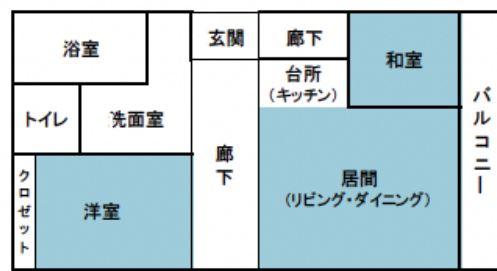 浴室
玄関
廊下
和室
台所
(キッチン)
トイレ
洗面室
廊下
バルコニー
クロゼット
洋室
居間
(リビング・ダイニング)